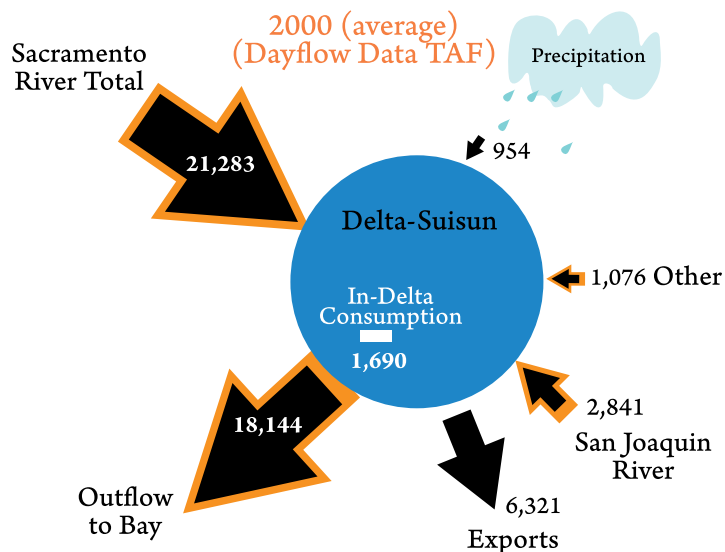 2000 (average)
(Dayflow Data TAF)
Sacramento
River Total
Precipitation
21,283
954
Delta-Suisun
1,076 Other
In-Delta
Consumption
1,690
2,841
San Joaquin
River
18,144
Outflow
to Bay
6,321
Exports